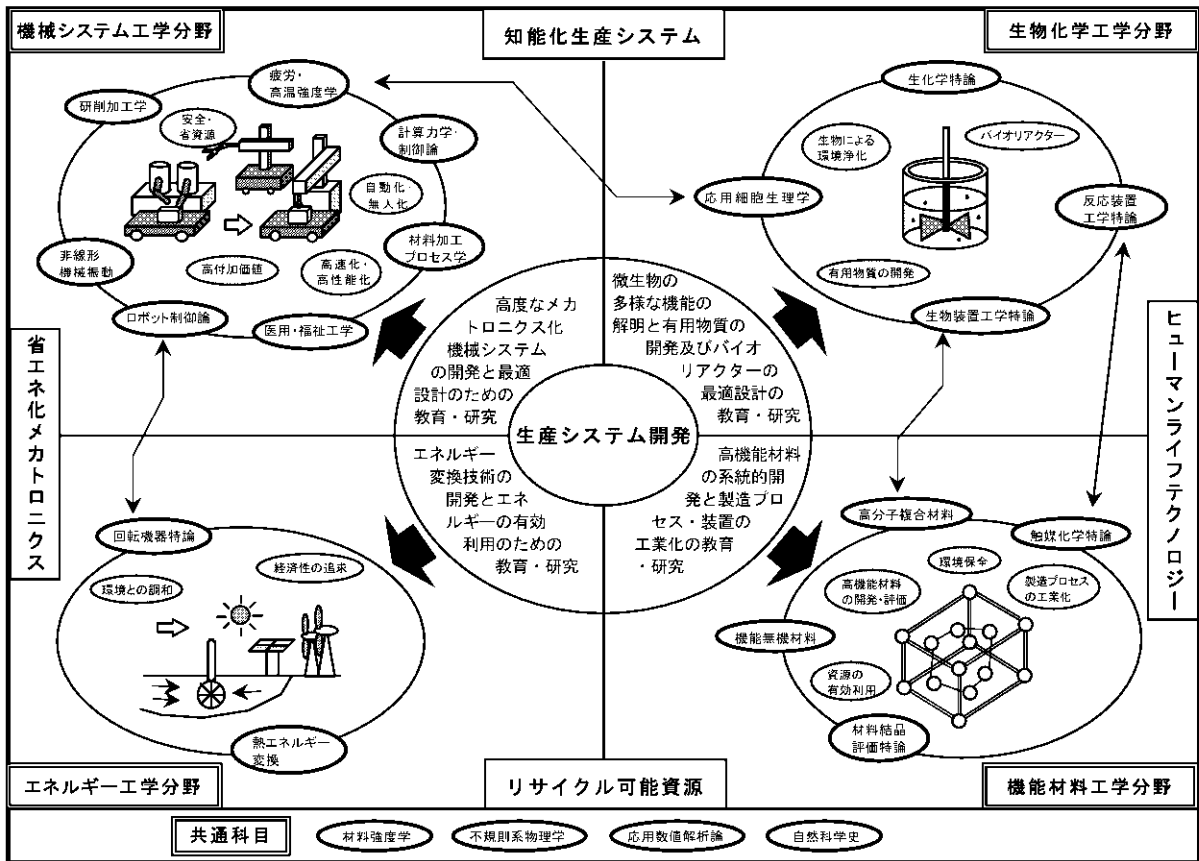 機械システム工学分野
知能化生産システム
生物化学工学分野
疲労・
高温強度学
研削加工学
安全・
省資源
計算力学・
制御論
自動化・
無人化
材料加工
プロセス学
非線形
機械振動
高付加価値
高速化・
高性能化
ロボット制御論
医用・福祉工学
生化学特論
生物による
環境浄化
バイオリアクター
応用細胞生理学
反応装置
工学特論
有用物質の開発
生物装置工学特論
省エネ化メカトロニクス
ヒューマンライフテクノロジー
高度なメカ
トロニクス化
機械システム
の開発と最適
設計のための
教育・研究
微生物の
多様な機能の
解明と有用物質の
開発及びバイオ
リアクターの
最適設計の
教育・研究
生産システム開発
エネルギー
変換技術の
開発とエネ
ルギーの有効
利用のための
教育・研究
高機能材料
の系統的開
発と製造プロ
セス・装置の
工業化の教育
・研究
回転機器特論
経済性の追求
環境との調和
熱エネルギー
変換
高分子複合材料
触媒化学特論
環境保全
高機能材料
の開発・評価
製造プロセス
の工業化
機能無機材料
資源の
有効利用
材料結晶
評価特論
エネルギー工学分野
リサイクル可能資源
機能材料工学分野
共通科目
材料強度学
不規則系物理学
応用数値解析論
自然科学史